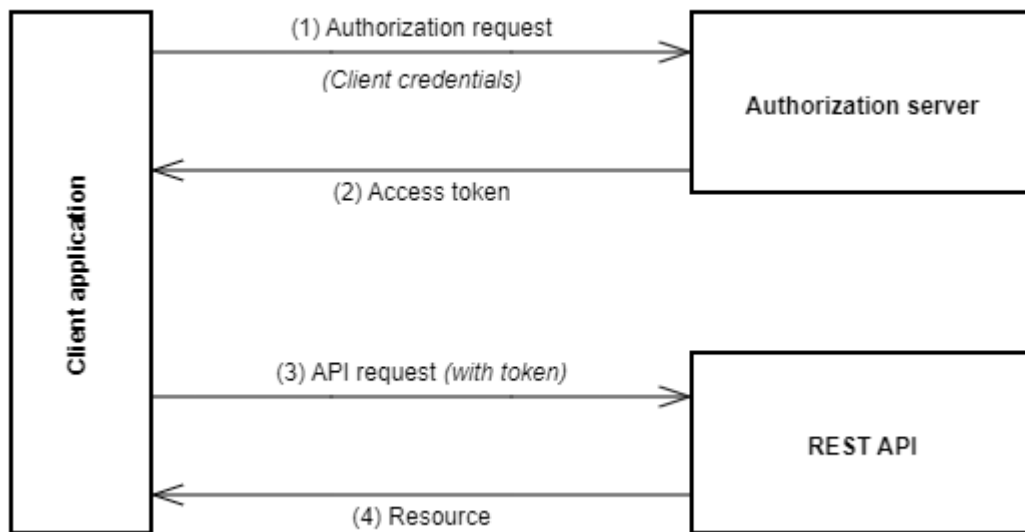 (1) Authorization request
(Client credentials)
Authorization server
(2) Access token
Client application
(3) API request (with token)
REST API
(4) Resource